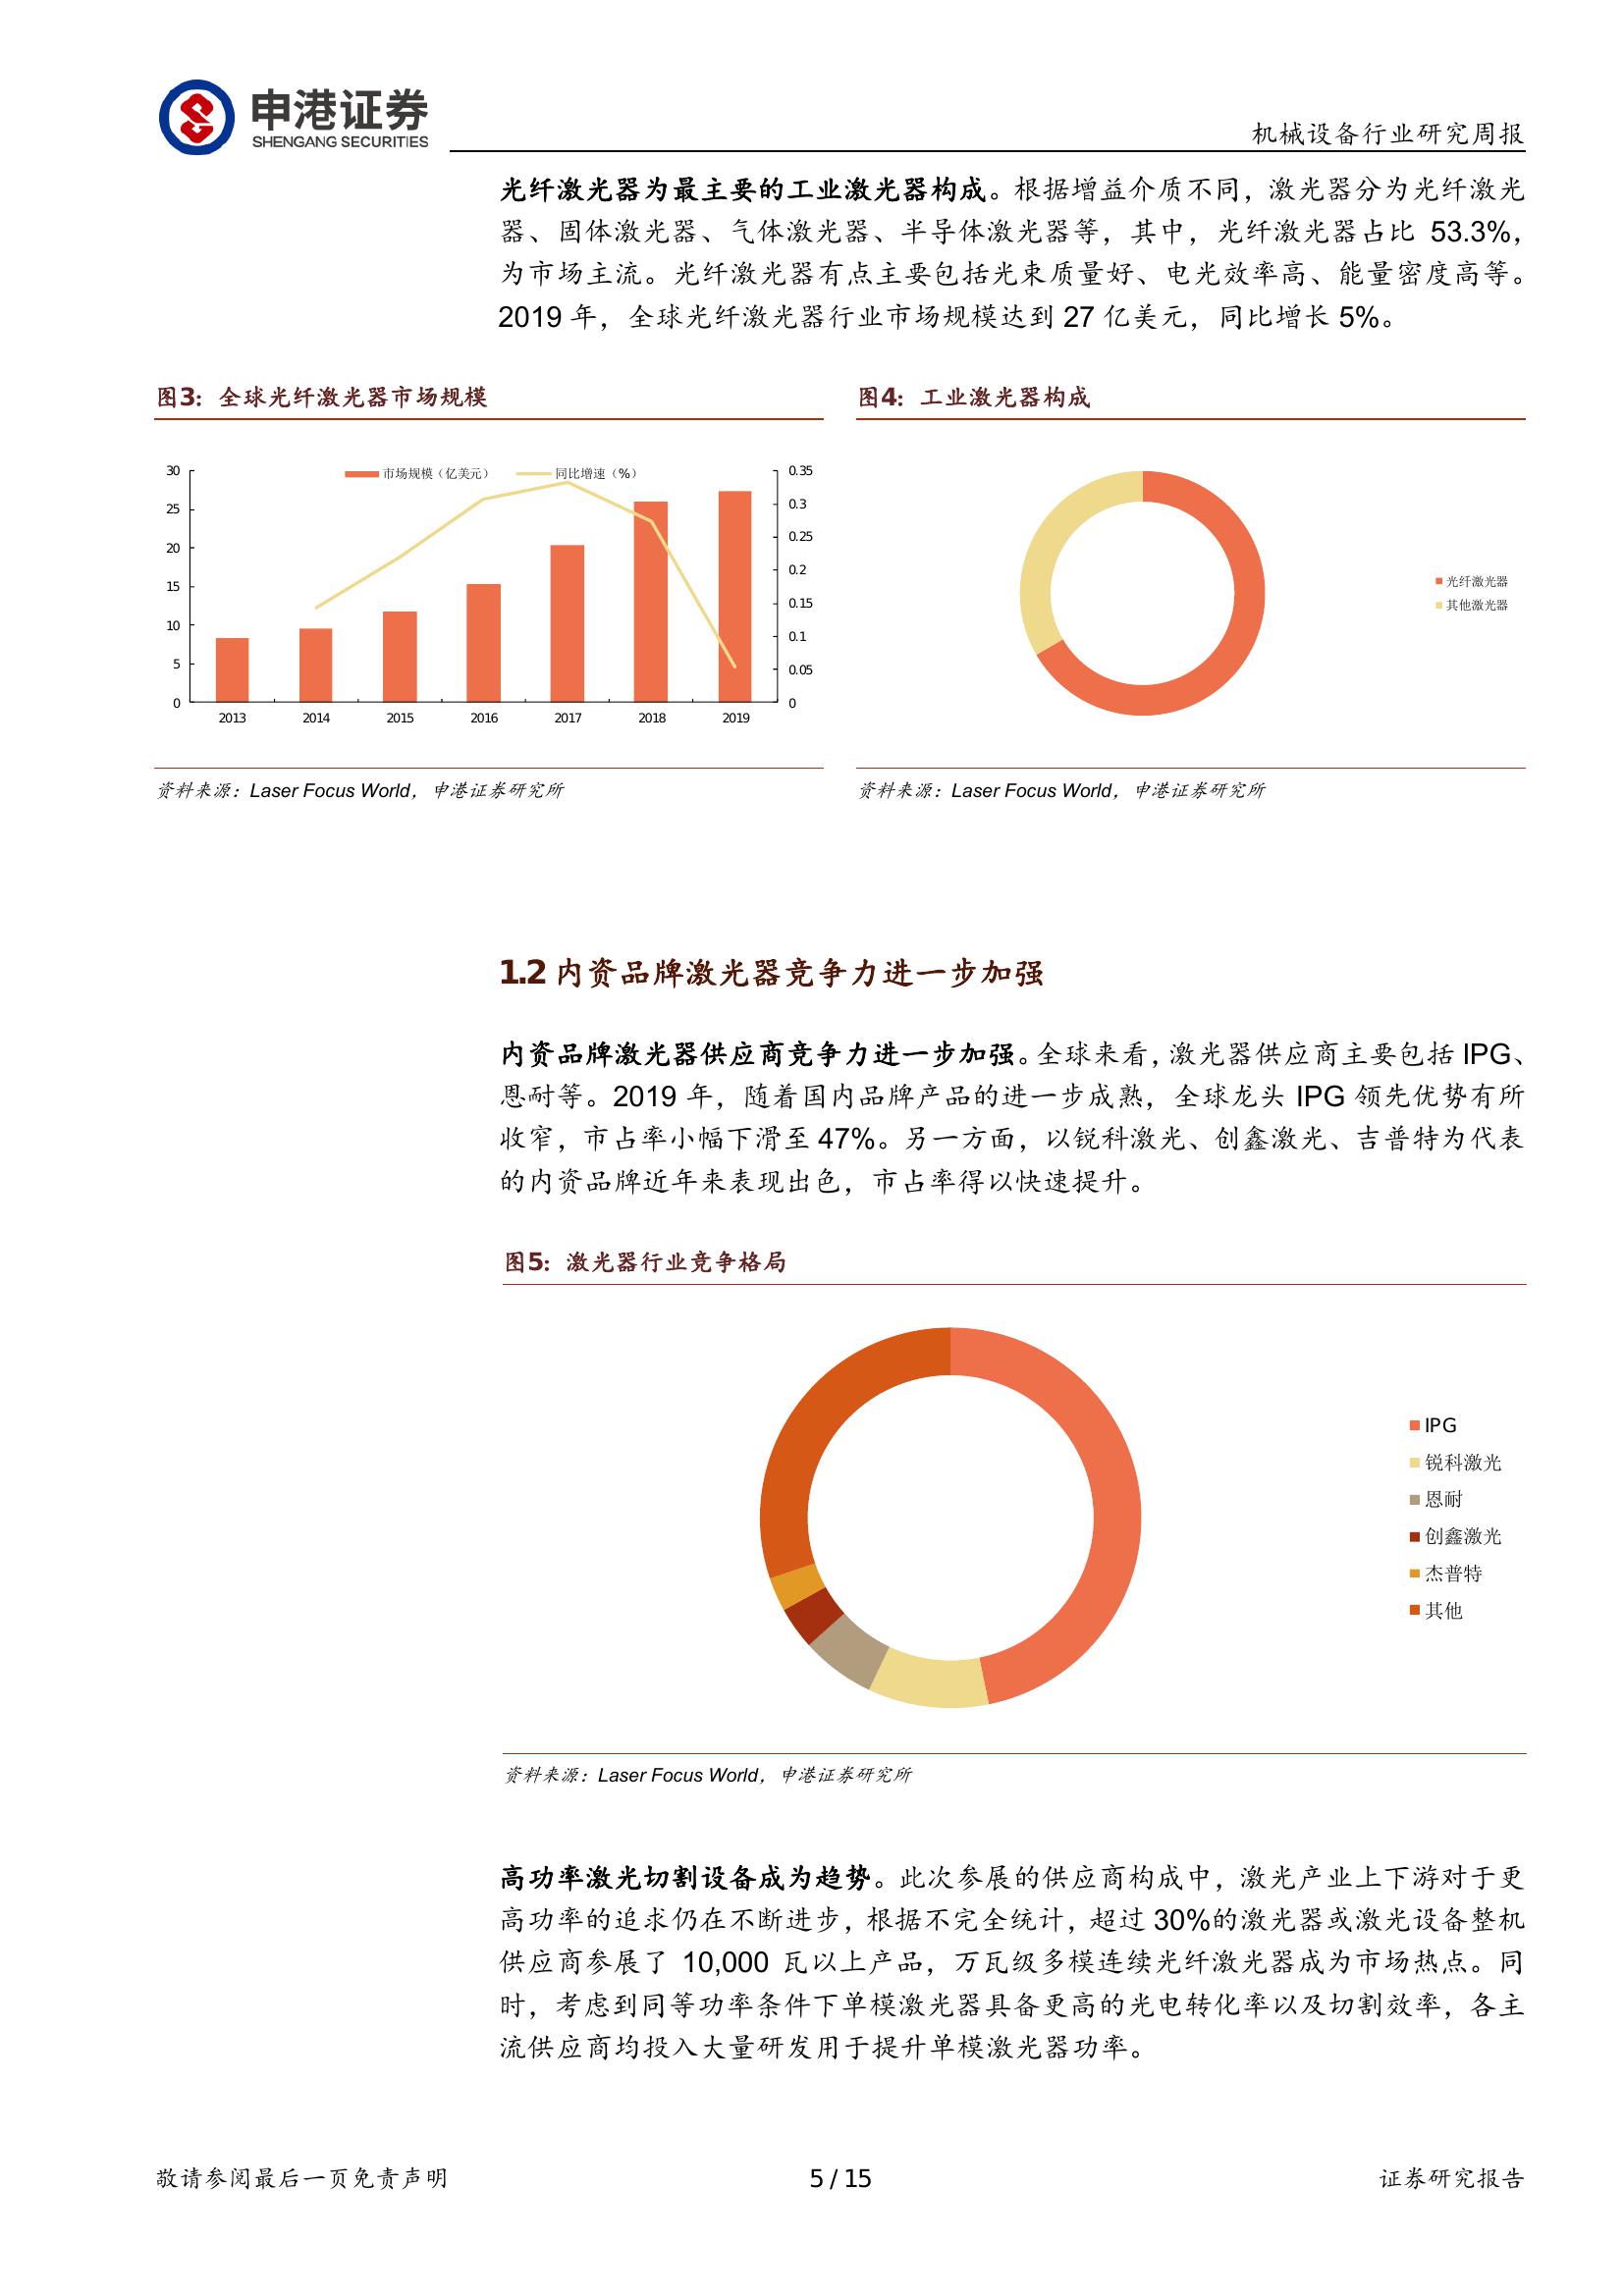 申港证券
SHENGANG SECURITIES
机械设备行业研究周报
光纤激光器为最主要的工业激光器构成。根据增益介质不同，激光器分为光纤激光
器、固体激光器、气体激光器、半导体激光器等，其中，光纤激光器占比 53.3%，
为市场主流。光纤激光器有点主要包括光束质量好、电光效率高、能量密度高等。
2019 年，全球光纤激光器行业市场规模达到 27 亿美元，同比增长 5%。
图3：全球光纤激光器市场规模
市场规模（亿美元）
同比增速（%）
30
25
20
15
10
5
0
0.35
0.3
0.25
0.2
0.15
0.1
0.05
0
2013 2014 2015 2016 2017 2018 2019
资料来源：Laser Focus World，申港证券研究所
图4：工业激光器构成
光纤激光器
其他激光器
资料来源：Laser Focus World，申港证券研究所
1.2 内资品牌激光器竞争力进一步加强
内资品牌激光器供应商竞争力进一步加强。全球来看，激光器供应商主要包括 IPG、
恩耐等。2019 年，随着国内品牌产品的进一步成熟，全球龙头 IPG 领先优势有所
收窄，市占率小幅下滑至 47%。另一方面，以锐科激光、创鑫激光、吉普特为代表
的内资品牌近年来表现出色，市占率得以快速提升。
图5：激光器行业竞争格局
IPG
锐科激光
恩耐
创鑫激光
杰普特
其他
资料来源：Laser Focus World，申港证券研究所
高功率激光切割设备成为趋势。此次参展的供应商构成中，激光产业上下游对于更
高功率的追求仍在不断进步，根据不完全统计，超过 30%的激光器或激光设备整机
供应商参展了 10,000 瓦以上产品，万瓦级多模连续光纤激光器成为市场热点。同
时，考虑到同等功率条件下单模激光器具备更高的光电转化率以及切割效率，各主
流供应商均投入大量研发用于提升单模激光器功率。
敬请参阅最后一页免责声明
5 / 15
证券研究报告